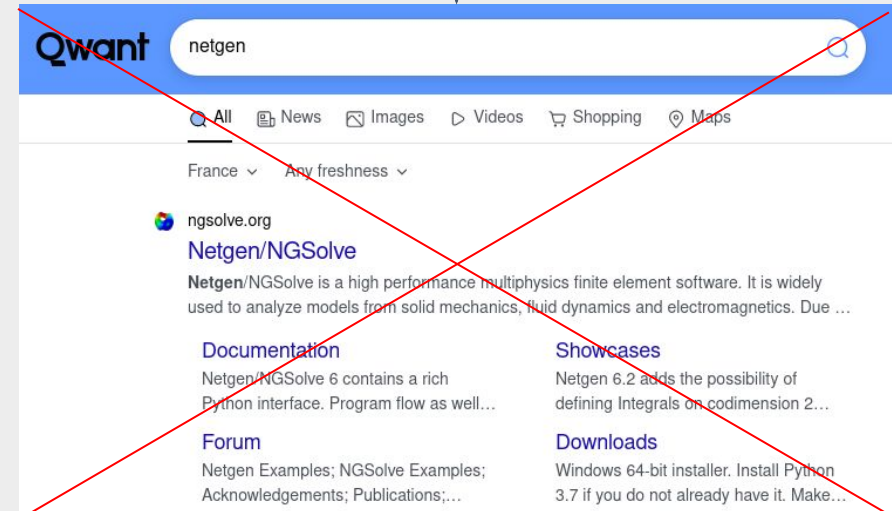 Qwant netgen
All News Images Videos Shopping Maps
France Any freshness
ngsolve.org
Netgen/NGSolve
Netgen/NGSolve is a high performance multiphysics finite element software. It is widely
used to analyze models from solid mechanics, fluid dynamics and electromagnetics. Due ...
Documentation
Netgen/NGSolve 6 contains a rich
Python interface. Program flow as well...
Showcases
Netgen 6.2 adds the possibility of
defining Integrals on codimension 2...
Forum
Netgen Examples; NGSolve Examples;
Acknowledgements; Publications;...
Downloads
Windows 64-bit installer. Install Python
3.7 if you do not already have it. Make...